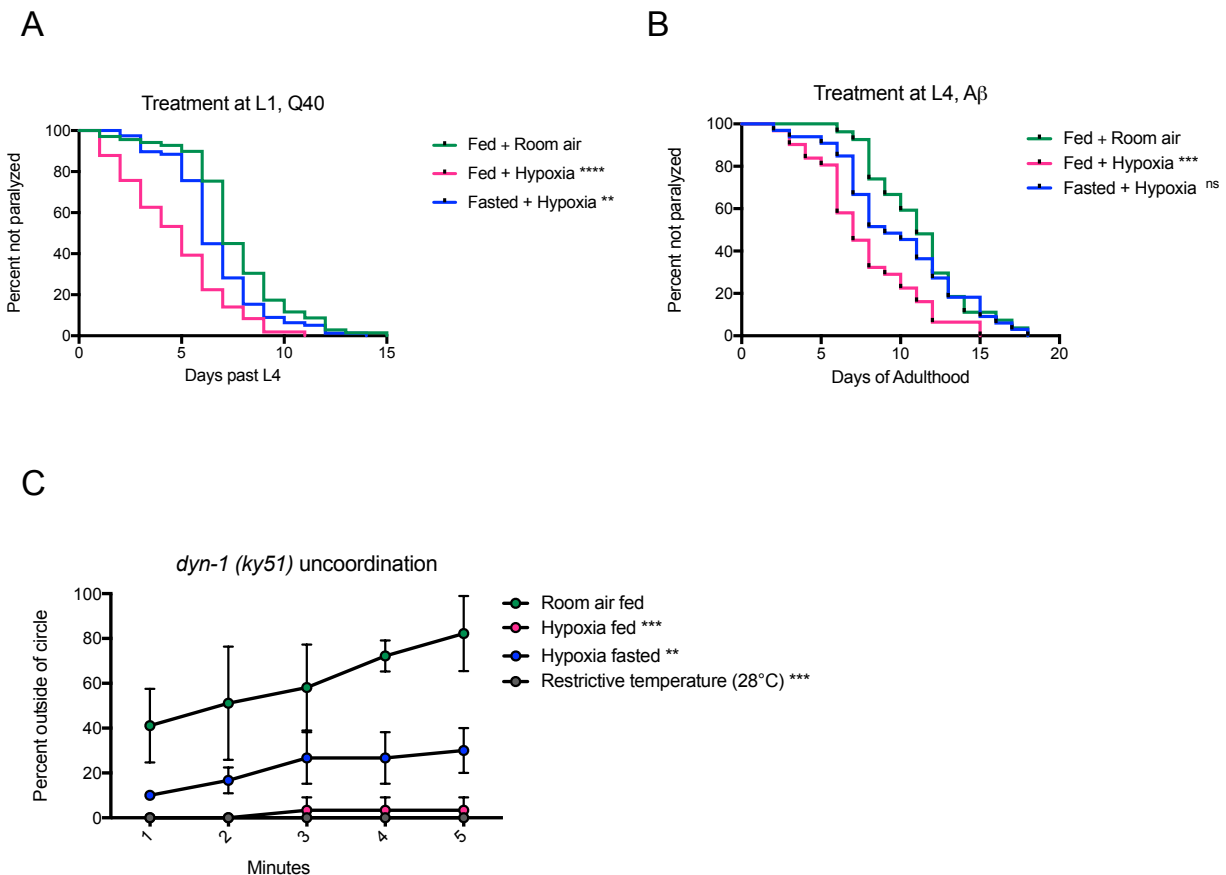 A
Treatment at L1, Q40
Percent not paralyzed
100
80
60
40
20
0
0 5 10 15
Days past L4
Fed + Room air
Fed + Hypoxia ****
Fasted + Hypoxia **
B
Treatment at L4, Aβ
Percent not paralyzed
100
80
60
40
20
0
0 5 10 15 20
Days of Adulthood
Fed + Room air
Fed + Hypoxia ***
Fasted + Hypoxia ns
C
dyn-1 (ky51) uncoordination
Percent outside of circle
100
80
60
40
20
0
1 2 3 4 5
Minutes
Room air fed
Hypoxia fed ***
Hypoxia fasted **
Restrictive temperature (28°C) ***